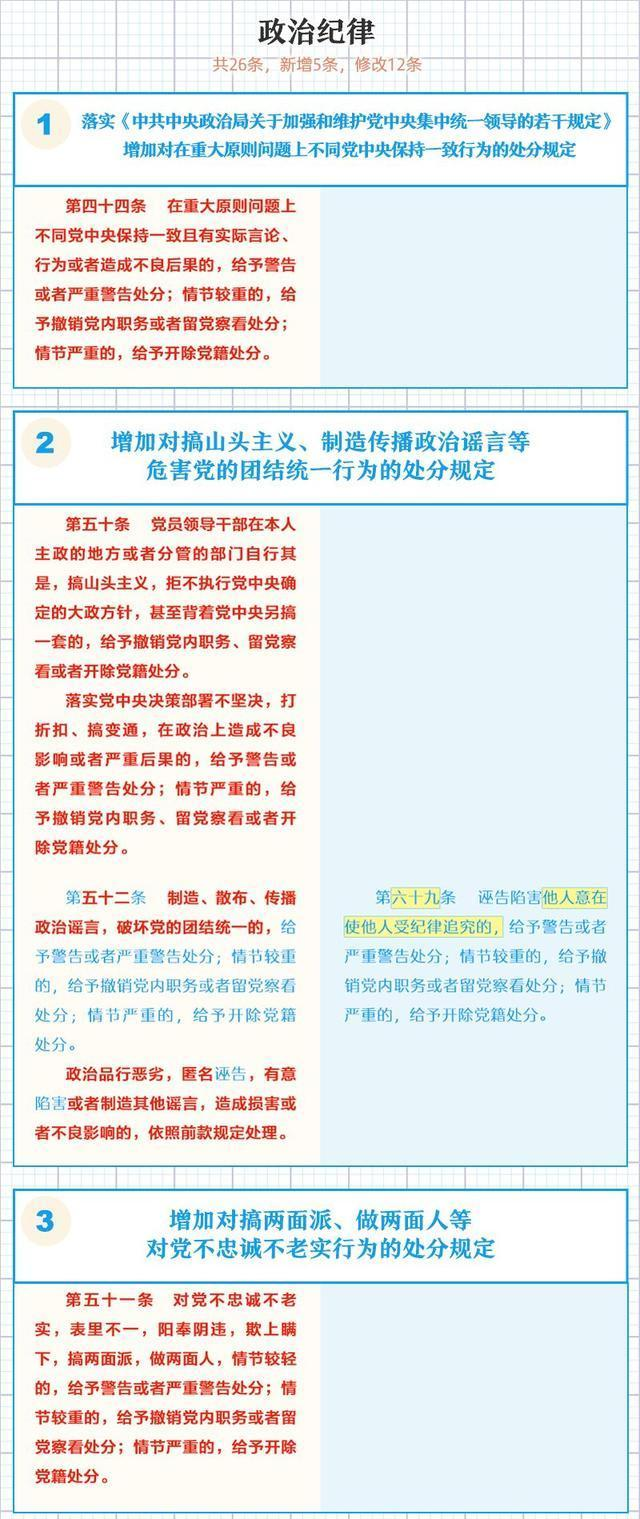 政治纪律
共26条，新增5条，修改12条
1
落实《中共中央政治局关于加强和维护党中央集中统一领导的若干规定》
增加对在重大原则问题上不同党中央保持一致行为的处分规定
第四十四条 在重大原则问题上
不同党中央保持一致且有实际言论、
行为或者造成不良后果的，给予警告
或者严重警告处分；情节较重的，给
予撤销党内职务或者留党察看处分；
情节严重的，给予开除党籍处分。
2
增加对搞山头主义、制造传播政治谣言等
危害党的团结统一行为的处分规定
第五十条 党员领导干部在本人
主政的地方或者分管的部门自行其
是，搞山头主义，拒不执行党中央确
定的大政方针，甚至背着党中央另搞
一套的，给予撤销党内职务、留党察
看或者开除党籍处分。
落实党中央决策部署不坚决，打
折扣、搞变通，在政治上造成不良
影响或者严重后果的，给予警告或
者严重警告处分；情节严重的，给
予撤销党内职务、留党察看或者开
除党籍处分。
第五十二条 制造、散布、传播
政治谣言，破坏党的团结统一的，给
予警告或者严重警告处分；情节较重
的，给予撤销党内职务或者留党察看
处分；情节严重的，给予开除党籍
处分。
政治品行恶劣，匿名诬告，有意
陷害或者制造其他谣言，造成损害或
者不良影响的，依照前款规定处理。
第六十九条 诬告陷害他人意在
使他人受纪律追究的，给予警告或者
严重警告处分；情节较重的，给予撤
销党内职务或者留党察看处分；情节
严重的，给予开除党籍处分。
3
增加对搞两面派、做两面人等
对党不忠诚不老实行为的处分规定
第五十一条 对党不忠诚不老
实，表里不一，阳奉阴违，欺上瞒
下，搞两面派，做两面人，情节较轻
的，给予警告或者严重警告处分；情
节较重的，给予撤销党内职务或者留
党察看处分；情节严重的，给予开除
党籍处分。